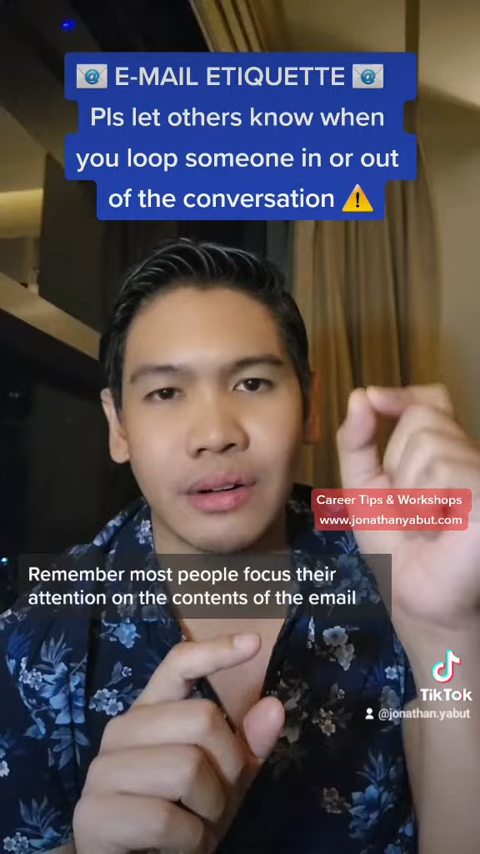 📧 E-MAIL ETIQUETTE 📧
Pls let others know when
you loop someone in or out
of the conversation ⚠️
Career Tips & Workshops
www.jonathanyabut.com
Remember most people focus their
attention on the contents of the email
TikTok
@jonathan.yabut